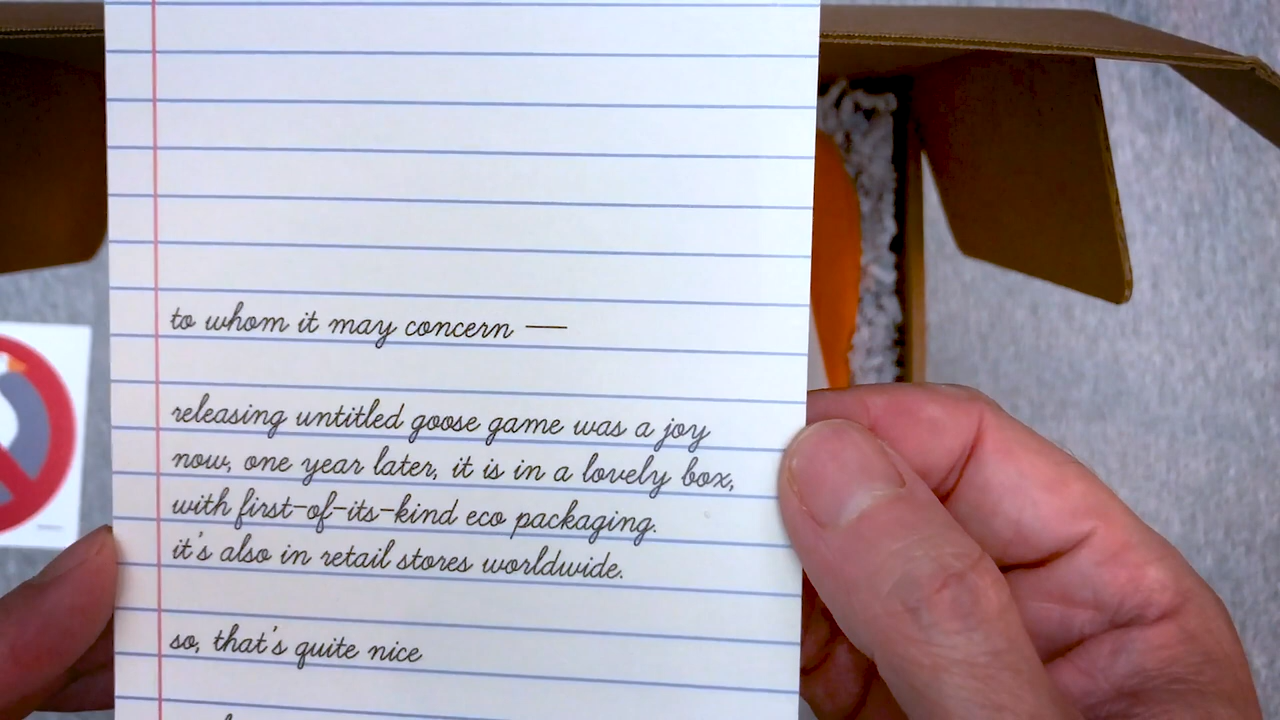 to whom it may concern —
releasing untitled goose game was a joy
now, one year later, it is in a lovely box,
with first-of-its-kind eco packaging.
it's also in retail stores worldwide.
so, that's quite nice